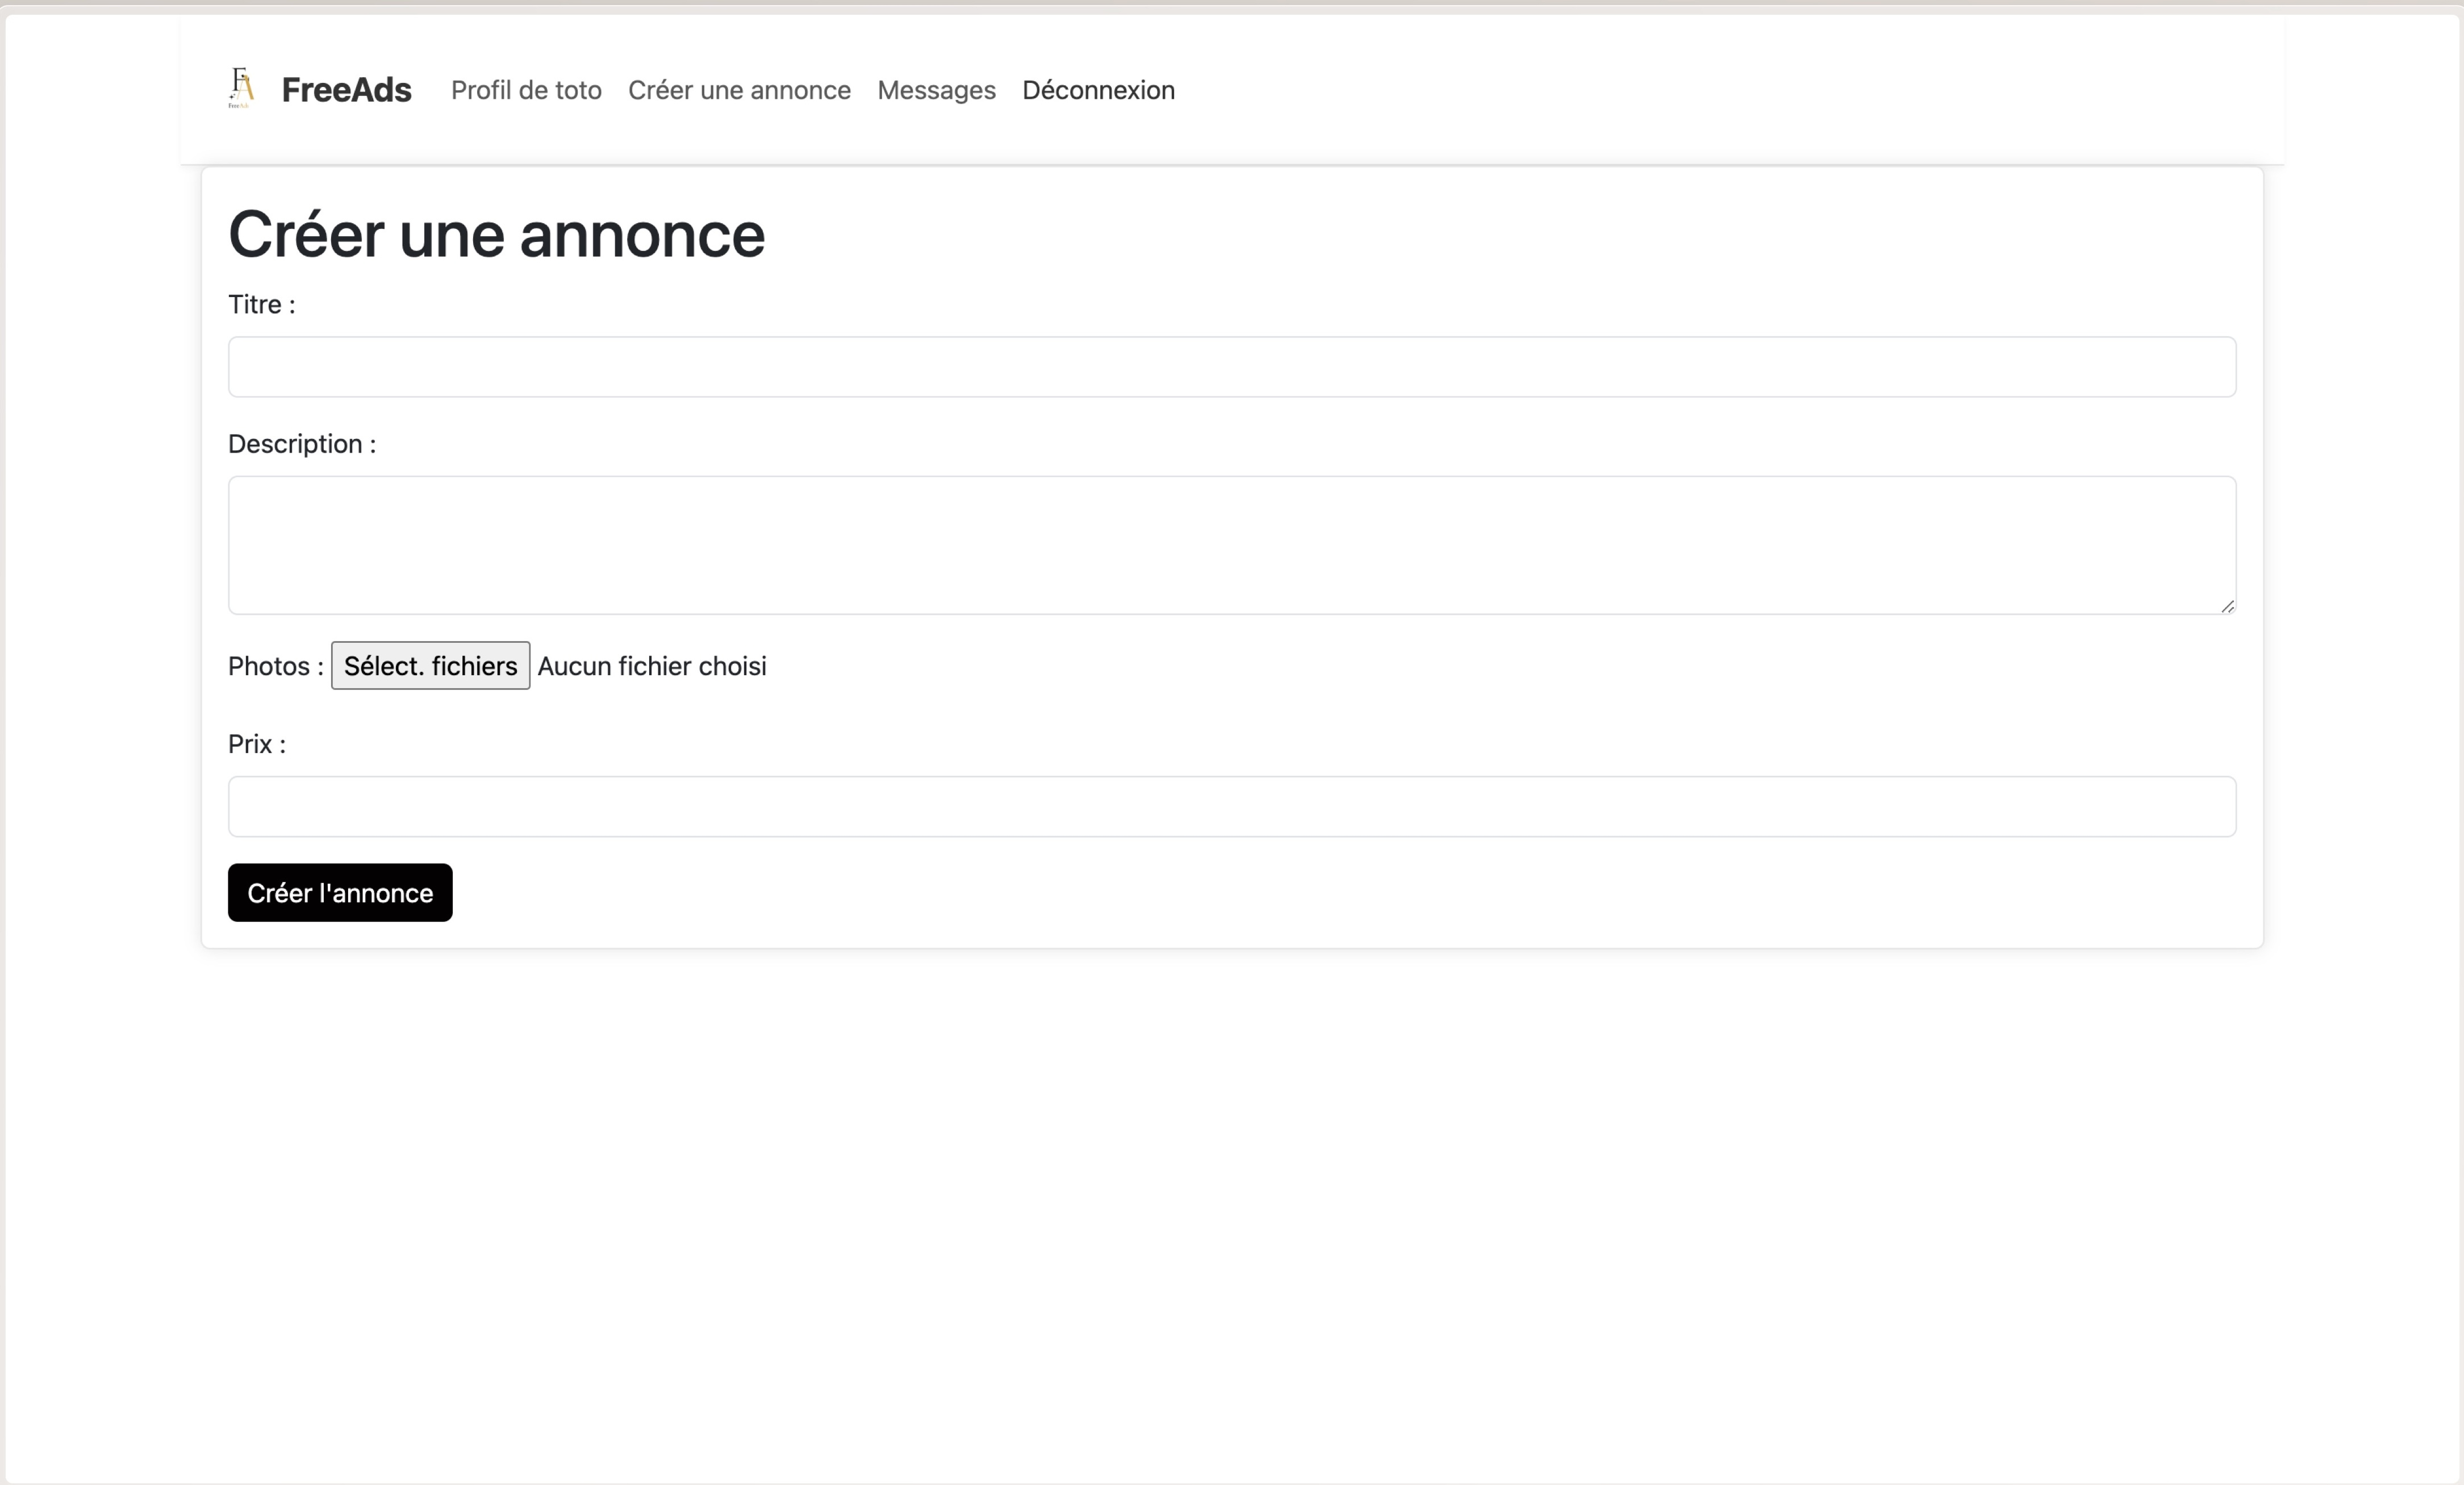 FreeAds
FreeAds Profil de toto Créer une annonce Messages Déconnexion
Créer une annonce
Titre :
Description :
Photos : Sélect. fichiers Aucun fichier choisi
Prix :
Créer l'annonce